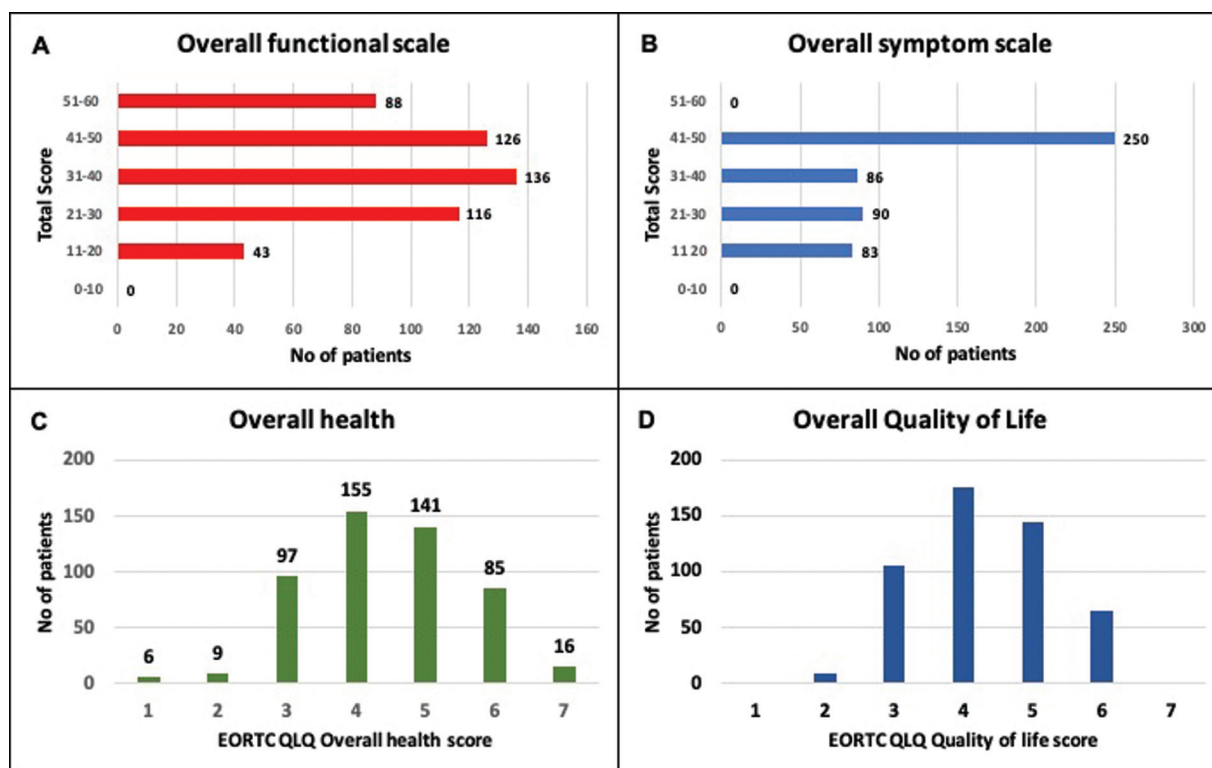 A
Overall functional scale
Total Score
51-60
88
41-50
126
31-40
136
21-30
116
11-20
43
0-10
0
0 20 40 60 80 100 120 140 160
No of patients
B
Overall symptom scale
Total Score
51-60
0
41-50
250
31-40
86
21-30
90
11 20
83
0-10
0
0 50 100 150 200 250 300
No of patients
C
Overall health
No of patients
200
150
100
50
0
6 9 97 155 141 85 16
1 2 3 4 5 6 7
EORTC QLQ Overall health score
D
Overall Quality of Life
No of patients
200
150
100
50
0
1 2 3 4 5 6 7
EORTC QLQ Quality of life score